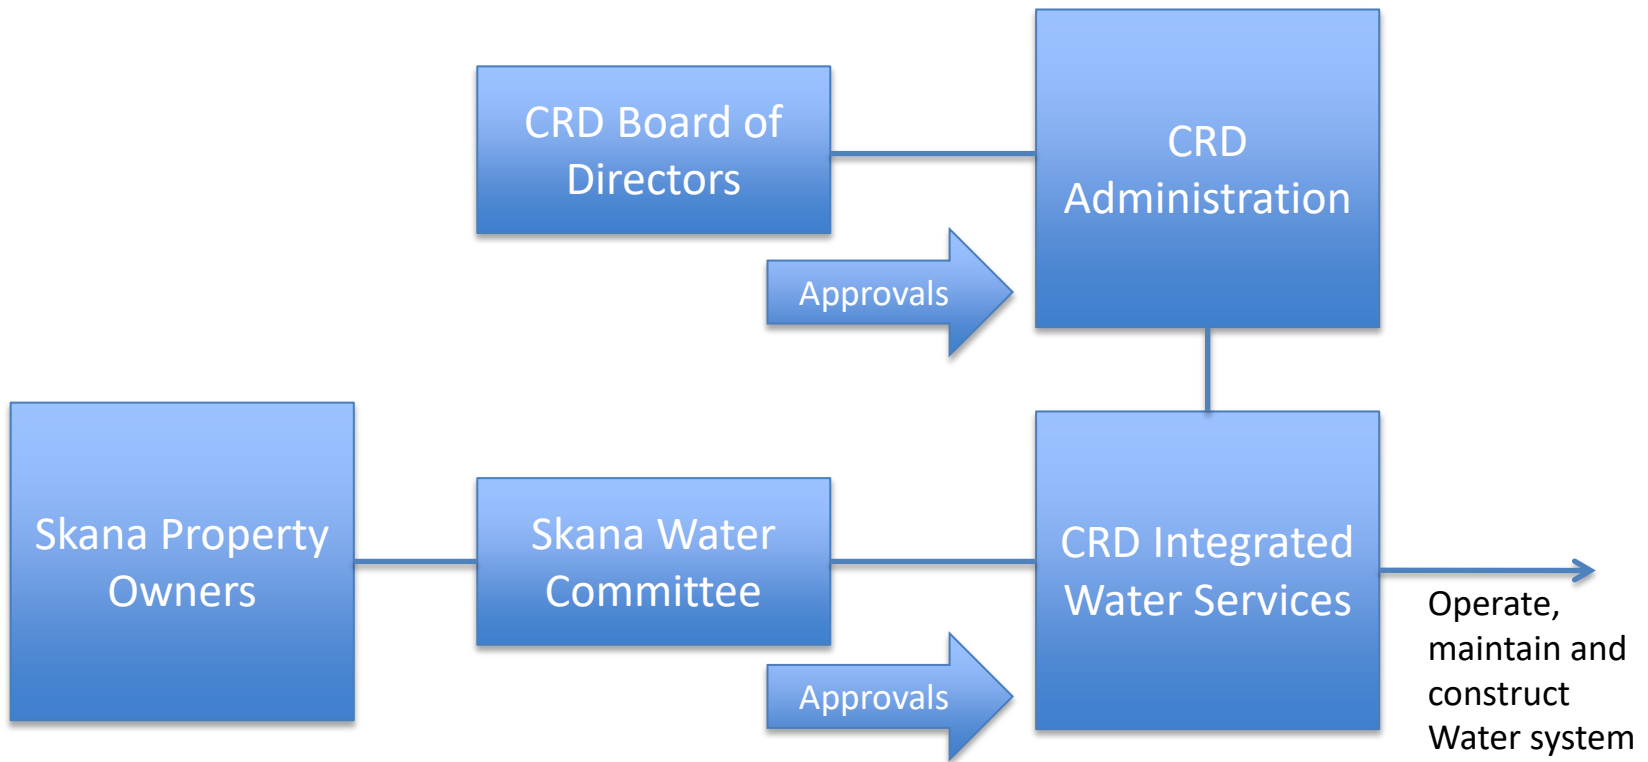 CRD Board of
Directors
CRD
Administration
Approvals
Skana Property
Owners
Skana Water
Committee
CRD Integrated
Water Services
Approvals
Operate,
maintain and
construct
Water system